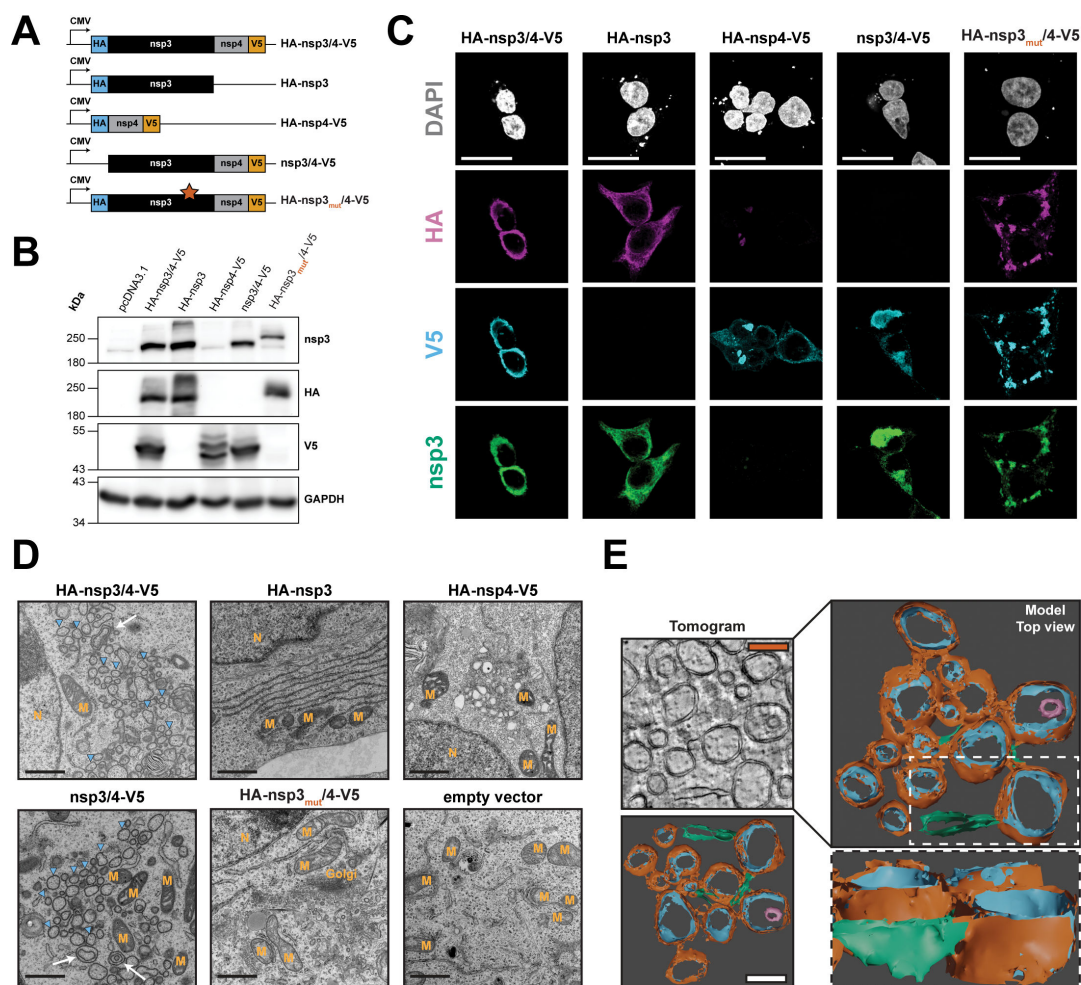 A
CMV
HA nsp3 nsp4 V5 HA-nsp3/4-V5
CMV
HA nsp3 HA-nsp3
CMV
HA nsp4 V5 HA-nsp4-V5
CMV
nsp3 nsp4 V5 nsp3/4-V5
CMV
HA nsp3 nsp4 V5 HA-nsp3mut/4-V5
B
kDa pcDNA3.1 HA-nsp3/4-V5 HA-nsp3 HA-nsp4-V5 nsp3/4-V5 HA-nsp3mut/4-V5
250
180
nsp3
250
180
HA
55
43
V5
43
34
GAPDH
C
HA-nsp3/4-V5 HA-nsp3 HA-nsp4-V5 nsp3/4-V5 HA-nsp3mut/4-V5
DAPI
HA
V5
nsp3
D
HA-nsp3/4-V5 HA-nsp3 HA-nsp4-V5
N M
N M M M M
M M N M M
nsp3/4-V5 HA-nsp3mut/4-V5 empty vector
M M M M M
N M M Golgi M
M M M M M M M M
E
Tomogram
Model
Top view